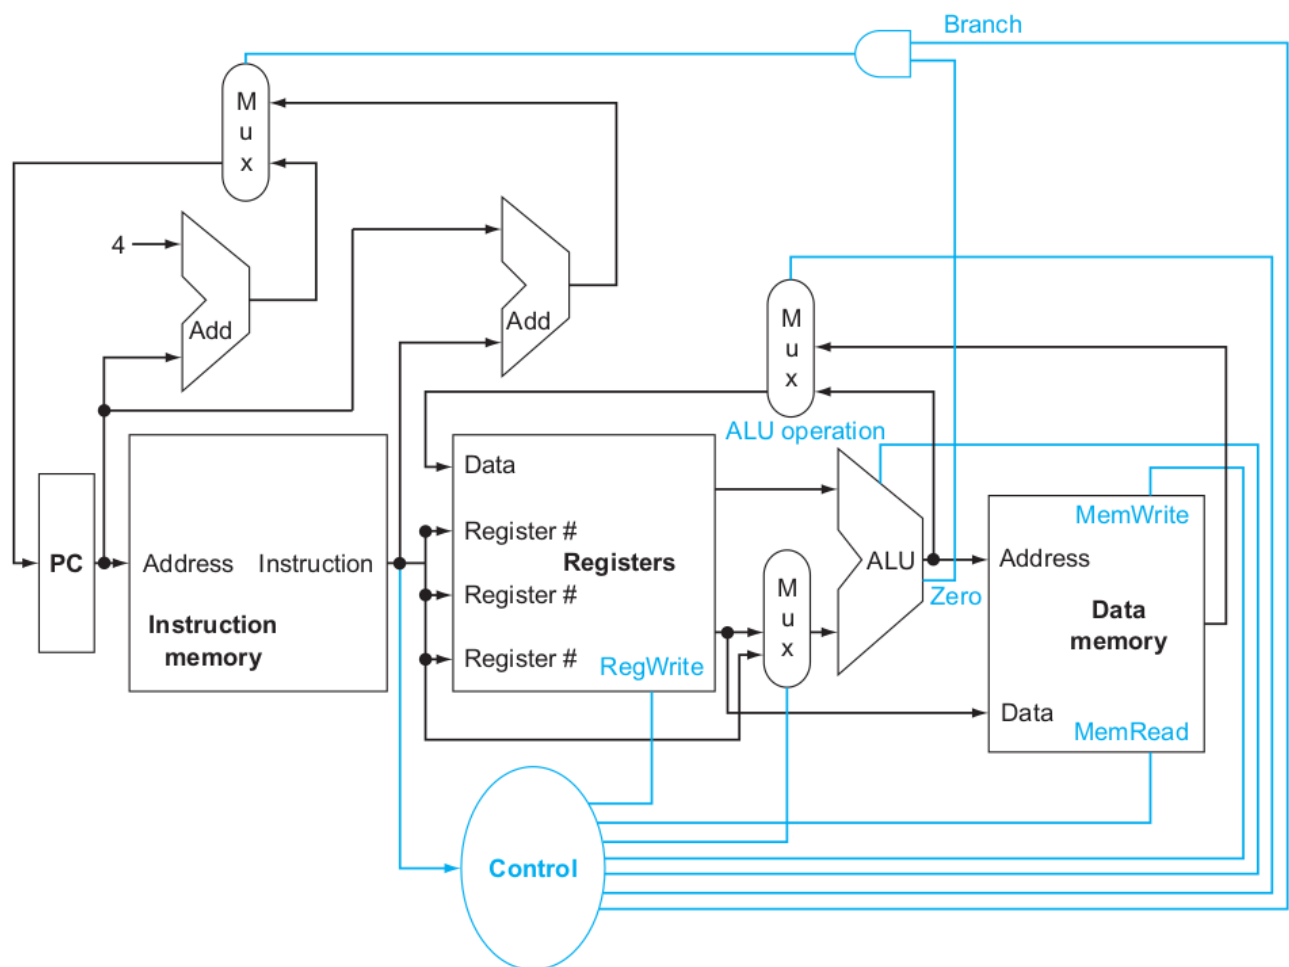 Branch
M
u
x
4
Add
Add
M
u
x
ALU operation
Data
Register #
Registers
Register #
Register #
RegWrite
PC
Address
Instruction
Instruction
memory
M
u
x
ALU
Zero
MemWrite
Address
Data
memory
Data
MemRead
Control